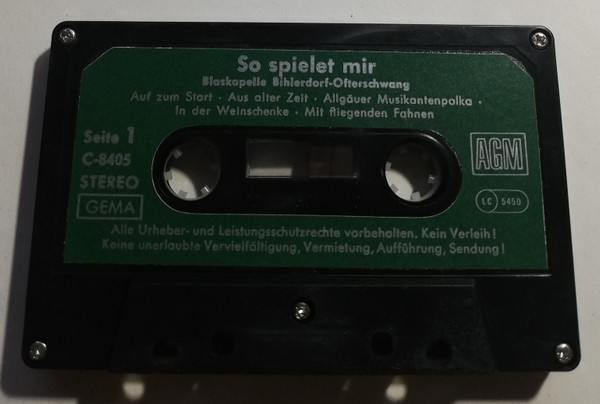 So spielet mir
Blaskapelle Bihlerdorf-Ofterschwang
Auf zum Start · Aus alter Zeit · Allgäuer Musikantenpolka ·
In der Weinschenke · Mit fliegenden Fahnen
Seite 1
C-8405
STEREO
GEMA
AGM
LC 5450
Alle Urheber- und Leistungsschutzrechte vorbehalten. Kein Verleih!
Keine unerlaubte Vervielfältigung, Vermietung, Aufführung, Sendung!